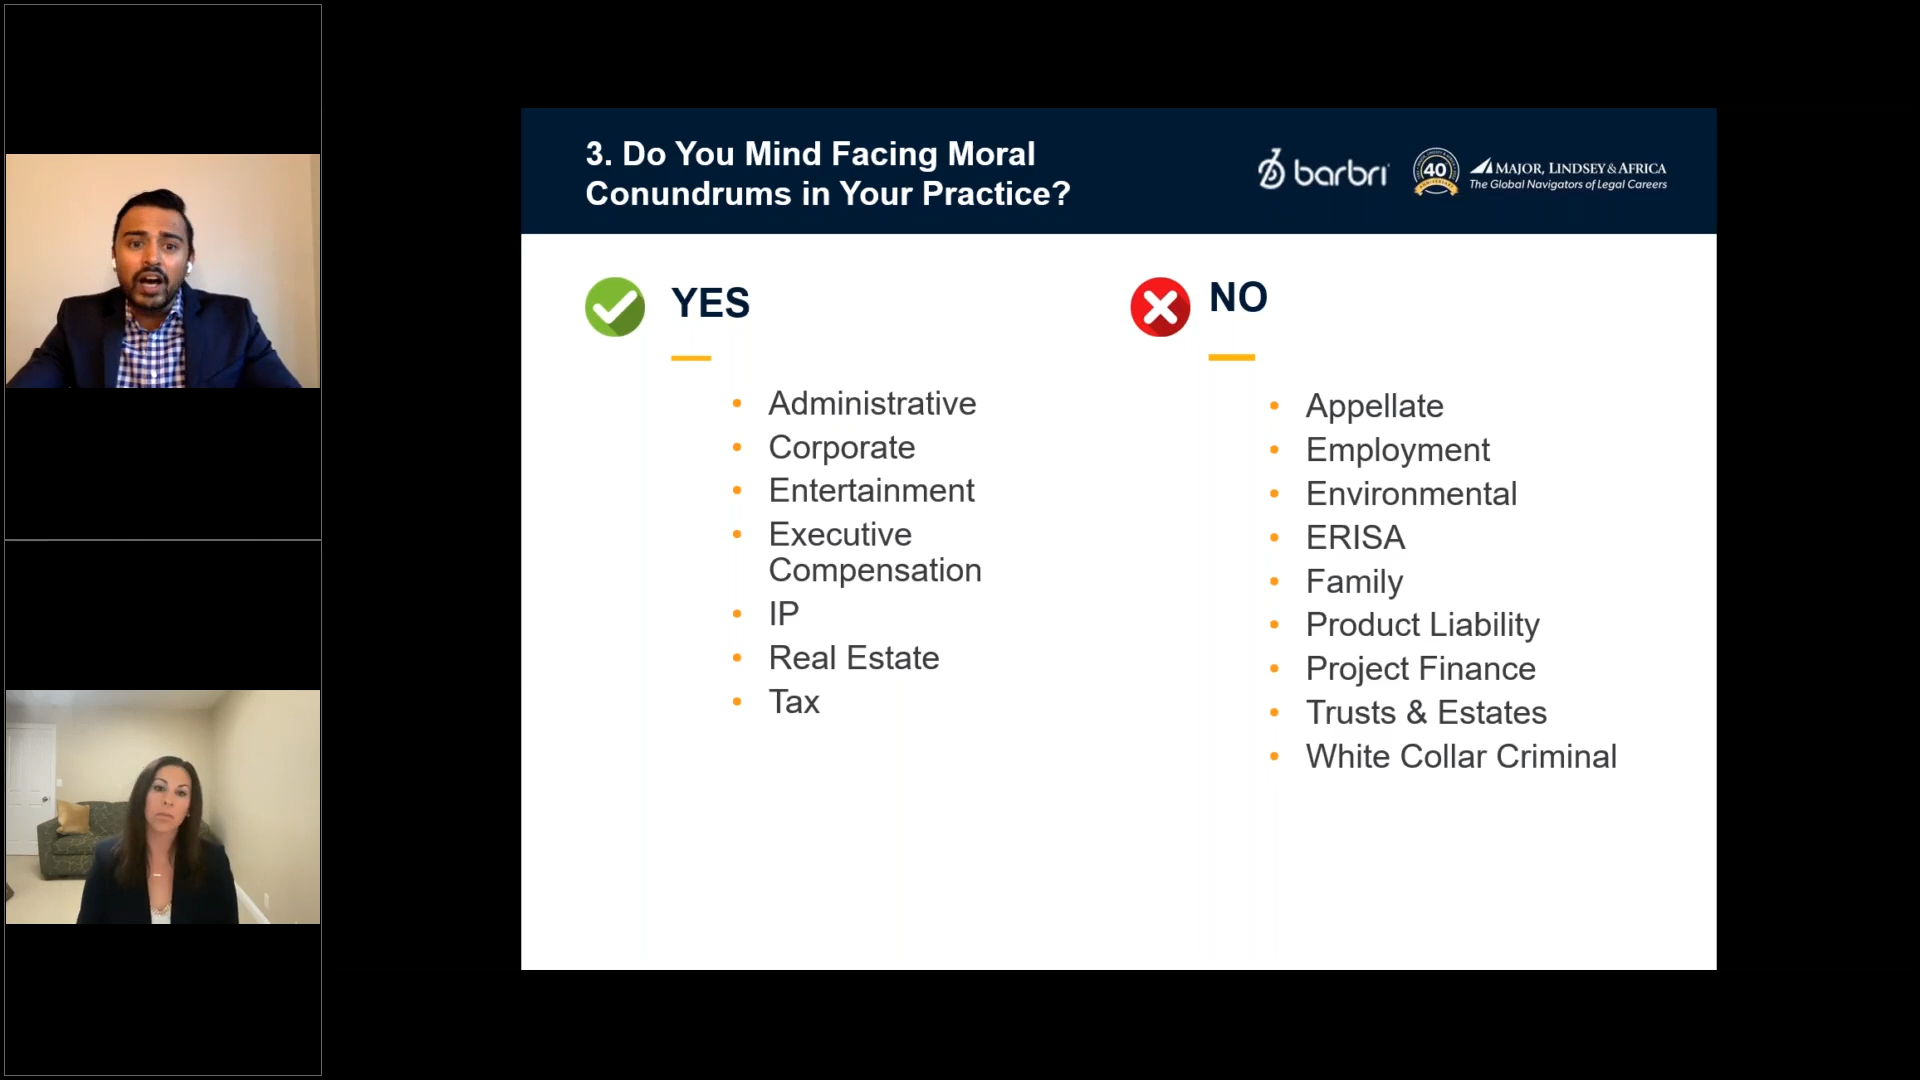 3. Do You Mind Facing Moral
Conundrums in Your Practice?
barbri
40
MAJOR, LINDSEY & AFRICA
The Global Navigators of Legal Careers
YES
Administrative
Corporate
Entertainment
Executive
Compensation
IP
Real Estate
Tax
NO
Appellate
Employment
Environmental
ERISA
Family
Product Liability
Project Finance
Trusts & Estates
White Collar Criminal